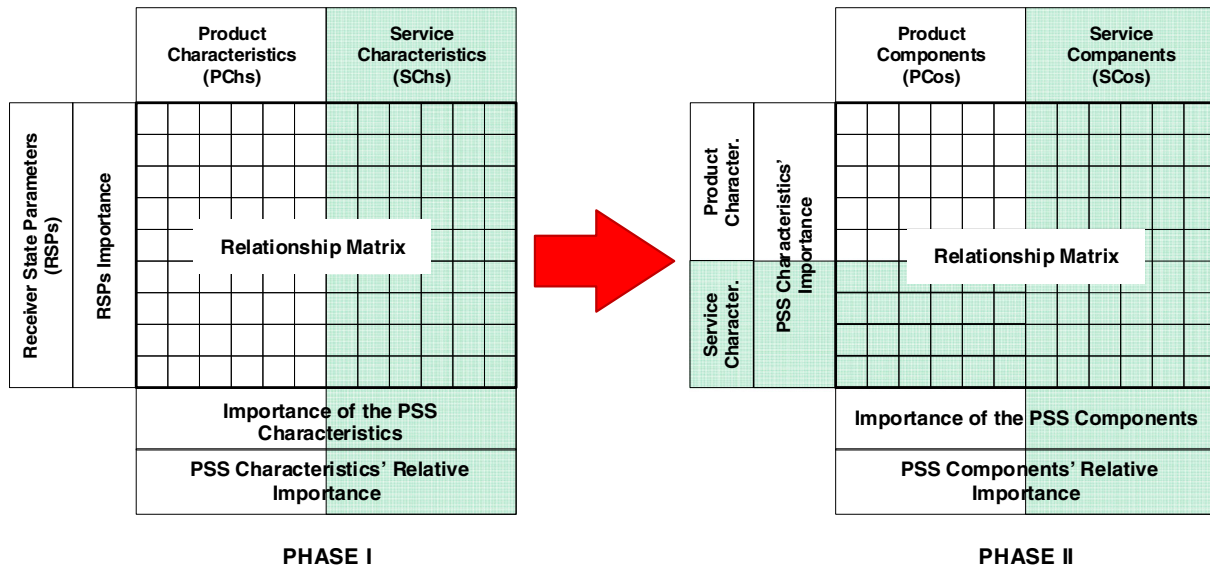 Product
Characteristics
(PChs)
Service
Characteristics
(SChs)
Receiver State Parameters
(RSPs)
RSPs Importance
Relationship Matrix
Importance of the PSS
Characteristics
PSS Characteristics’ Relative
Importance
PHASE I
Product
Components
(PCos)
Service
Companents
(SCos)
Product
Character.
Service
Character.
PSS Characteristics’
Importance
Relationship Matrix
Importance of the PSS Components
PSS Components’ Relative
Importance
PHASE II